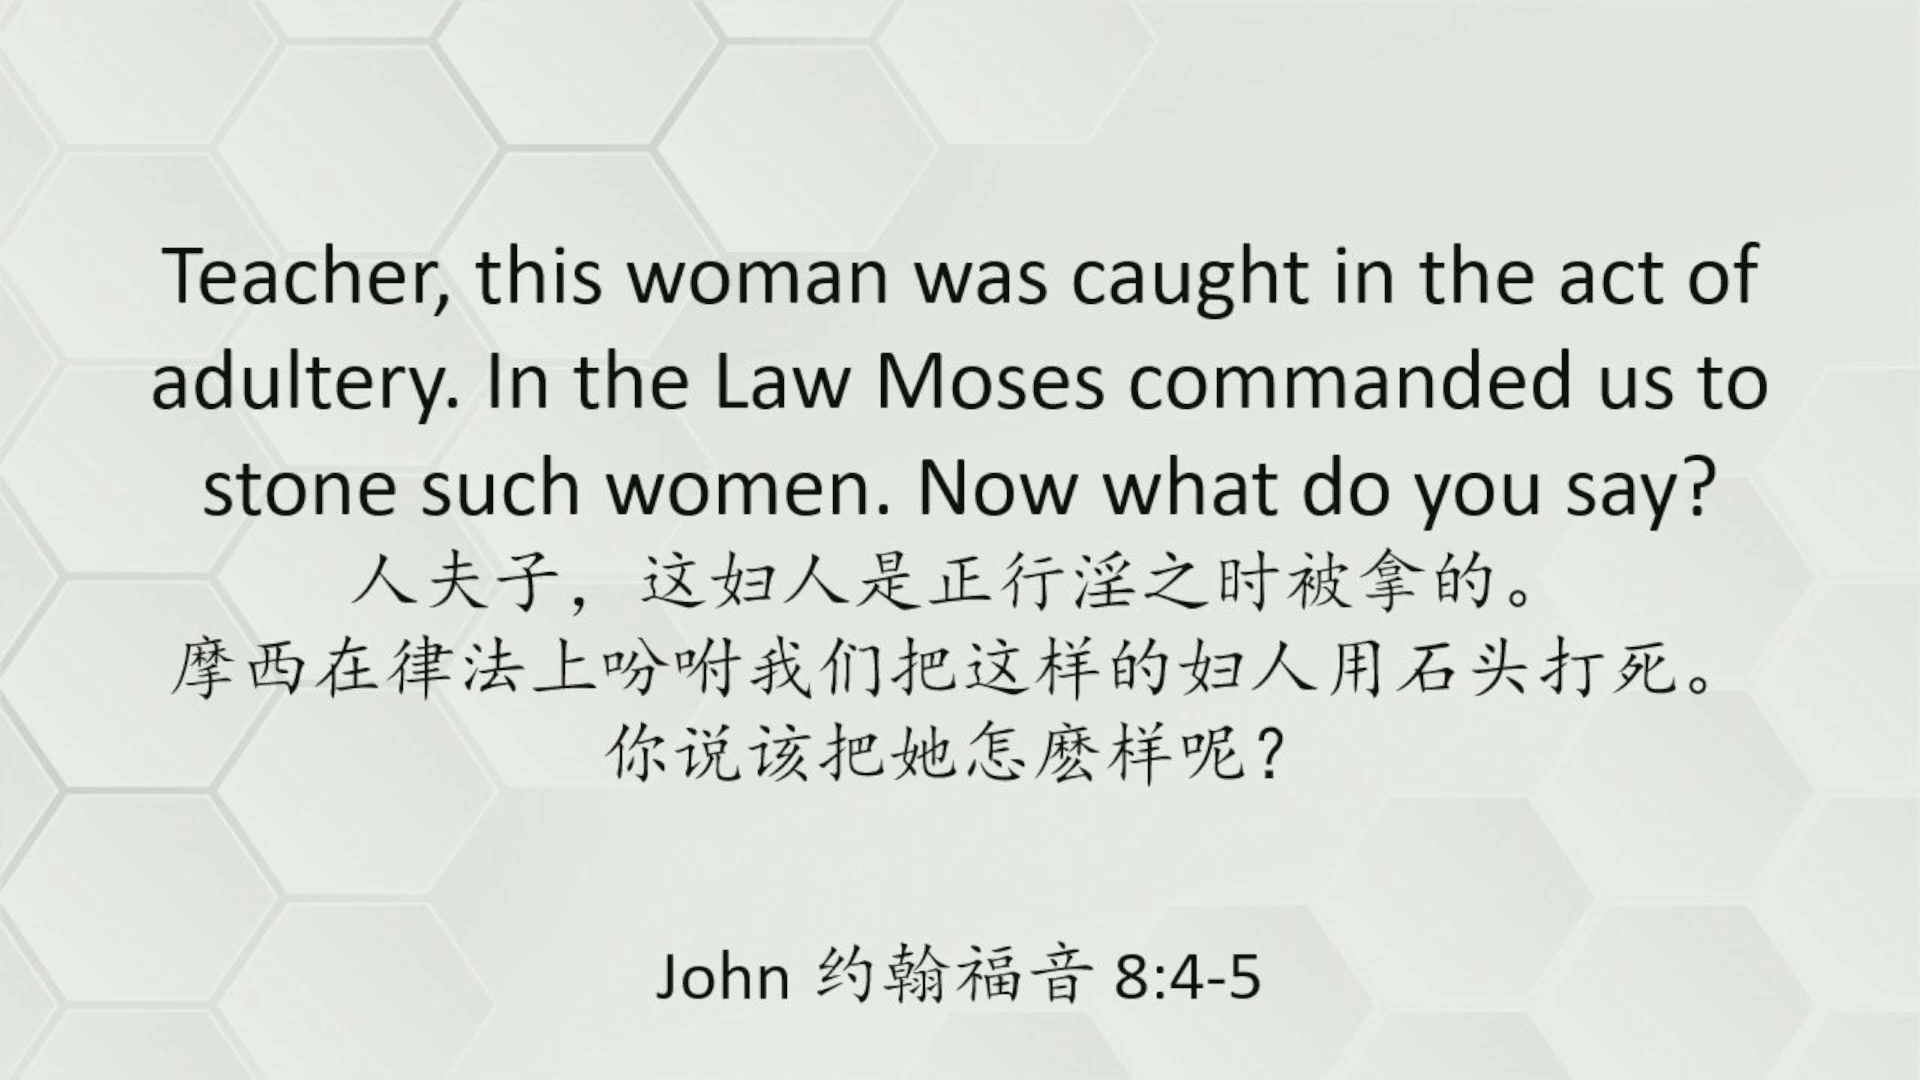 Teacher, this woman was caught in the act of
adultery. In the Law Moses commanded us to
stone such women. Now what do you say?
人夫子，这妇人是正行淫之时被拿的。
摩西在律法上吩咐我们把这样的妇人用石头打死。
你说该把她怎麽样呢？
John 约翰福音 8:4-5